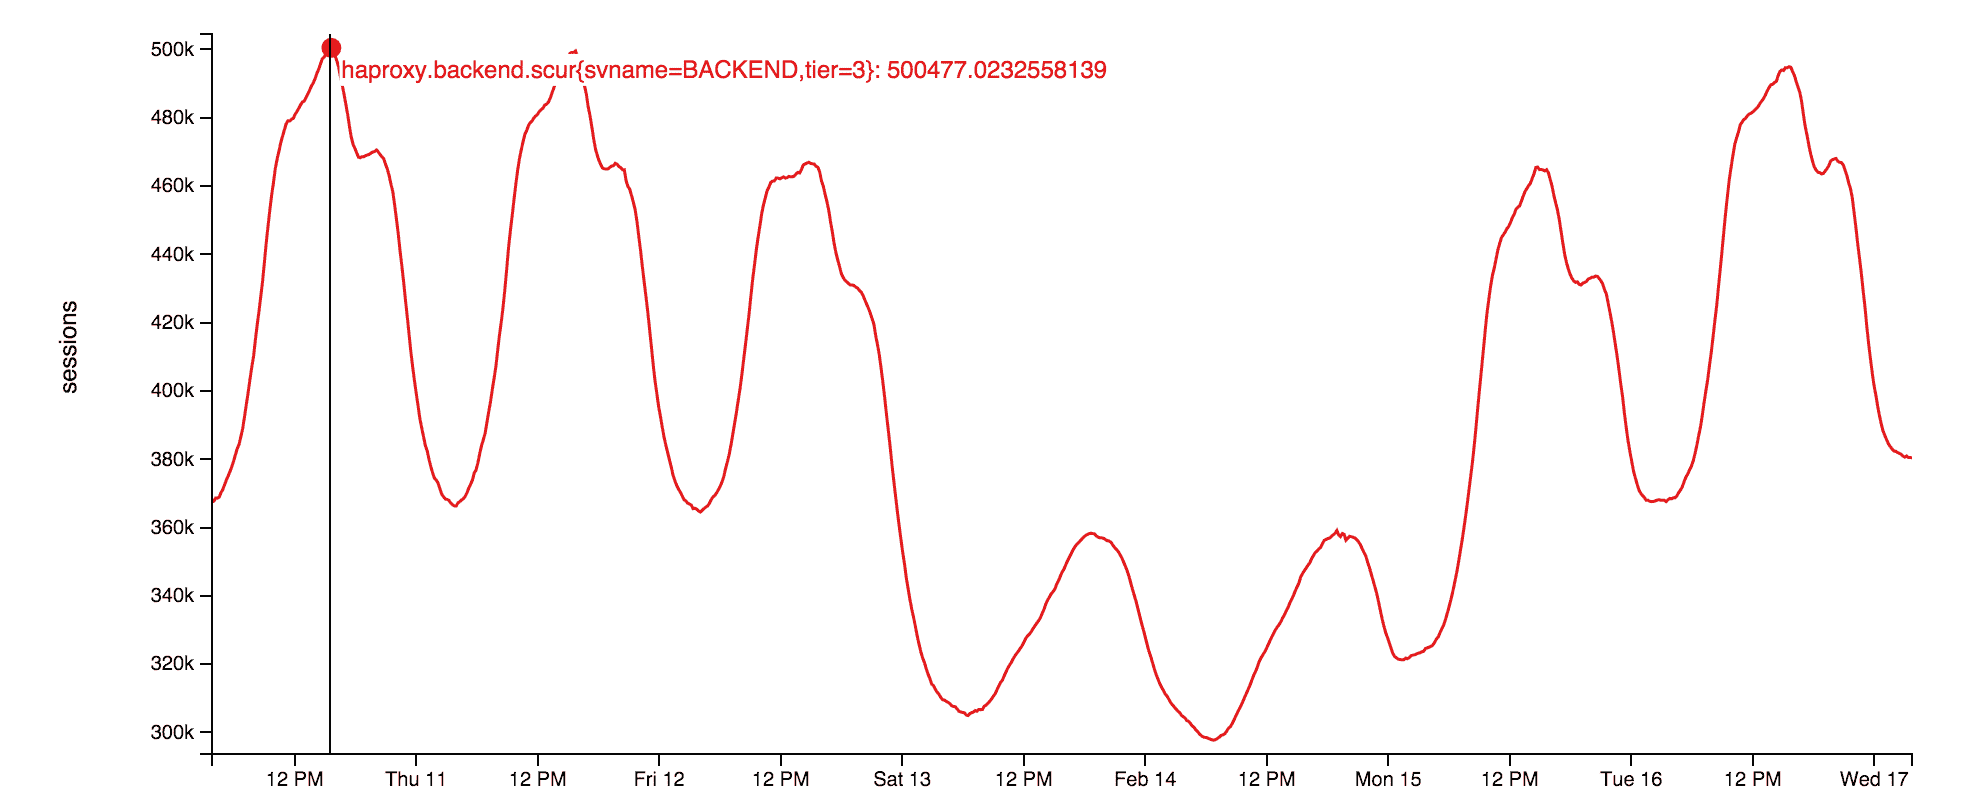 500k
haproxy.backend.scur{svname=BACKEND,tier=3}: 500477.0232558139
480k
460k
440k
420k
400k
380k
360k
340k
320k
300k
sessions
12 PM Thu 11 12 PM Fri 12 12 PM Sat 13 12 PM Feb 14 12 PM Mon 15 12 PM Tue 16 12 PM Wed 17